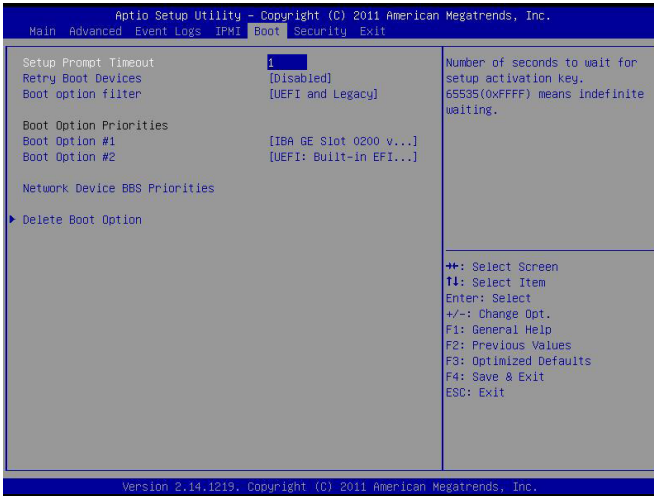 Aptio Setup Utility – Copyright (C) 2011 American Megatrends, Inc.
Main Advanced Event Logs IPMI Boot Security Exit
Setup Prompt Timeout 1
Retry Boot Devices [Disabled]
Boot option filter [UEFI and Legacy]
Boot Option Priorities
Boot Option #1 [IBA GE Slot 0200 v...]
Boot Option #2 [UEFI: Built-in EFI...]
Network Device BBS Priorities
Delete Boot Option
Number of seconds to wait for
setup activation key.
65535(0xFFFF) means indefinite
waiting.
→←: Select Screen
↑↓: Select Item
Enter: Select
+/-: Change Opt.
F1: General Help
F2: Previous Values
F3: Optimized Defaults
F4: Save & Exit
ESC: Exit
Version 2.14.1219. Copyright (C) 2011 American Megatrends, Inc.